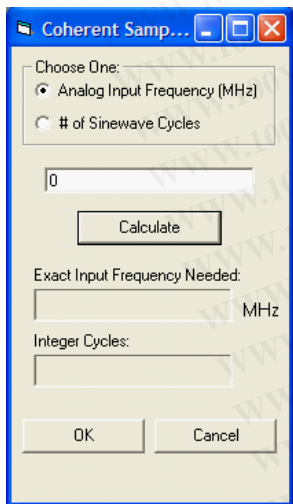 Coherent Samp...
Choose One:
Analog Input Frequency (MHz)
# of Sinewave Cycles
0
Calculate
Exact Input Frequency Needed:
MHz
Integer Cycles:
OK
Cancel